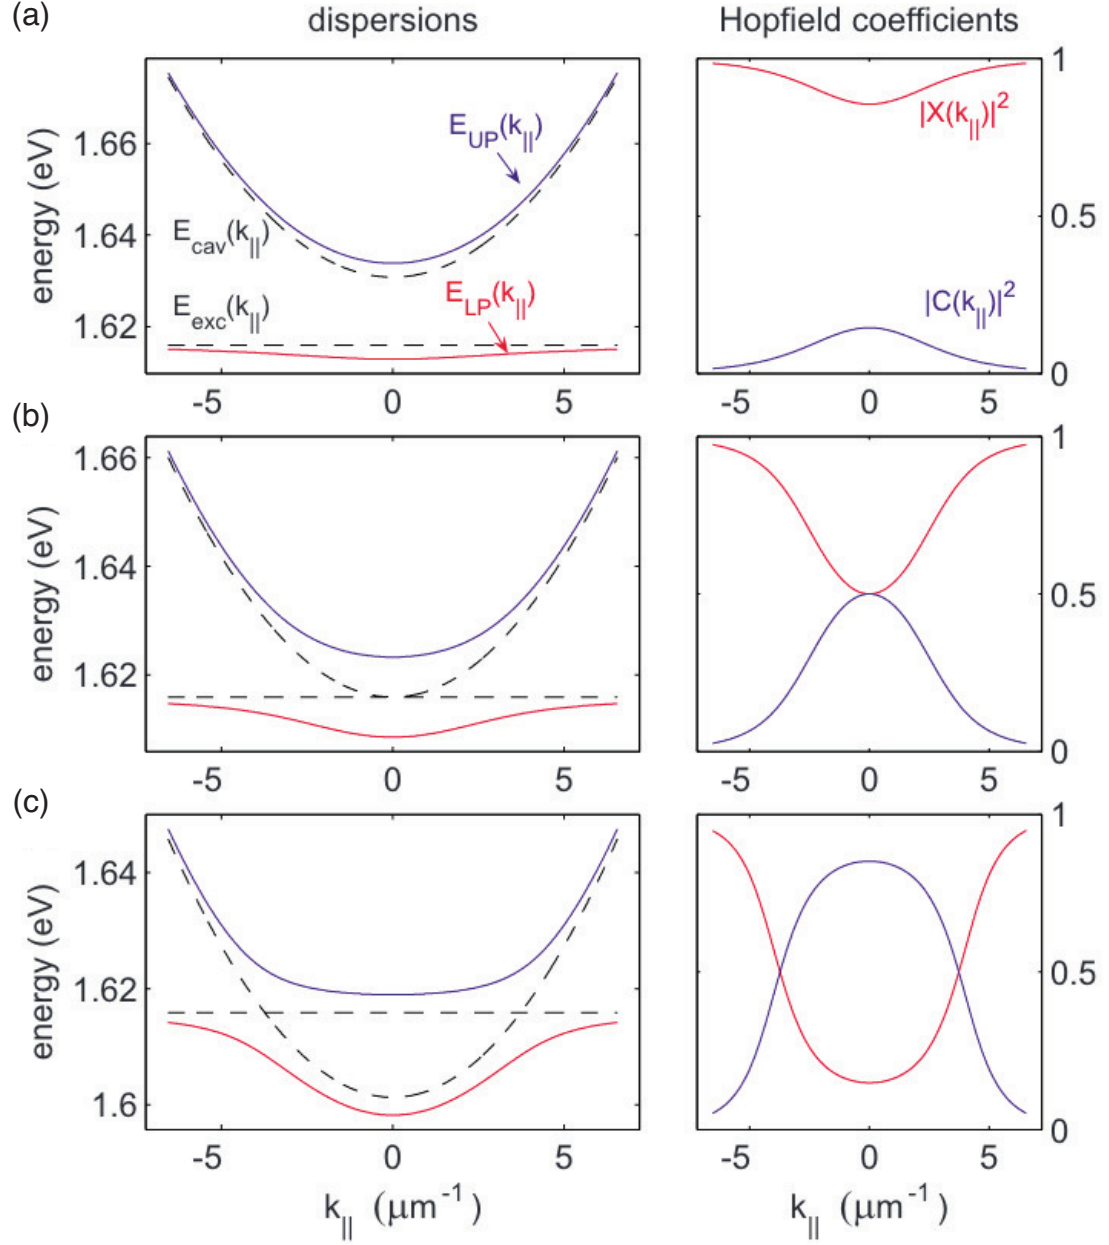 (a)
dispersions
Hopfield coefficients
energy (eV)
1.66
1.64
1.62
E_UP(k_||)
E_cav(k_||)
E_exc(k_||)
E_LP(k_||)
-5 0 5
|X(k_||)|^2
|C(k_||)|^2
1
0.5
0
-5 0 5
(b)
energy (eV)
1.66
1.64
1.62
-5 0 5
1
0.5
0
-5 0 5
(c)
energy (eV)
1.64
1.62
1.6
-5 0 5
k_|| (μm^-1)
1
0.5
0
-5 0 5
k_|| (μm^-1)